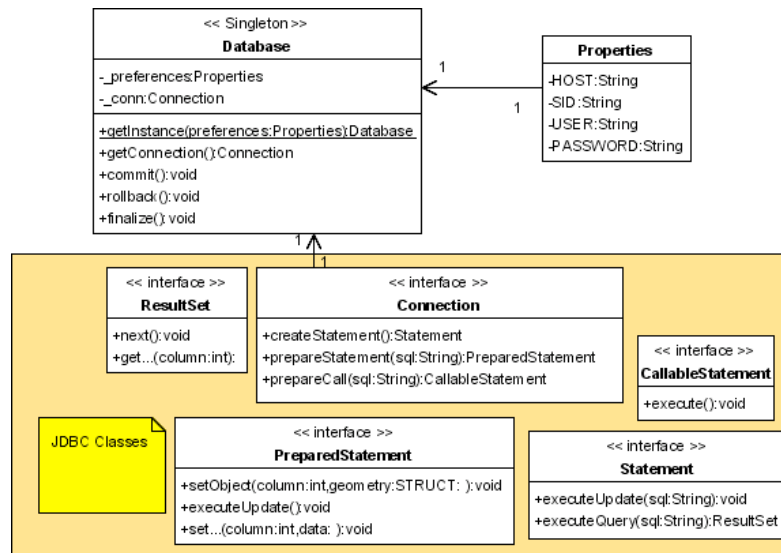 << Singleton >>
Database
-_preferences:Properties
-_conn:Connection
+getInstance(preferences:Properties):Database
+getConnection():Connection
+commit():void
+rollback():void
+finalize():void
1
1
Properties
-HOST:String
-SID:String
-USER:String
-PASSWORD:String
1
1
<< interface >>
ResultSet
+next():void
+get...(column:int):
<< interface >>
Connection
+createStatement():Statement
+prepareStatement(sql:String):PreparedStatement
+prepareCall(sql:String):CallableStatement
<< interface >>
CallableStatement
+execute():void
JDBC Classes
<< interface >>
PreparedStatement
+setObject(column:int,geometry:STRUCT: ):void
+executeUpdate():void
+set...(column:int,data: ):void
<< interface >>
Statement
+executeUpdate(sql:String):void
+executeQuery(sql:String):ResultSet